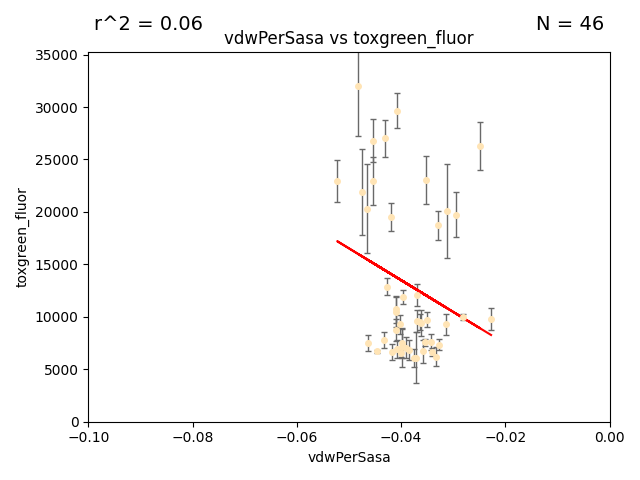 r^2 = 0.06
N = 46
vdwPerSasa vs toxgreen_fluor
35000
30000
25000
20000
15000
10000
5000
0
toxgreen_fluor
−0.10
−0.08
−0.06
−0.04
−0.02
0.00
vdwPerSasa